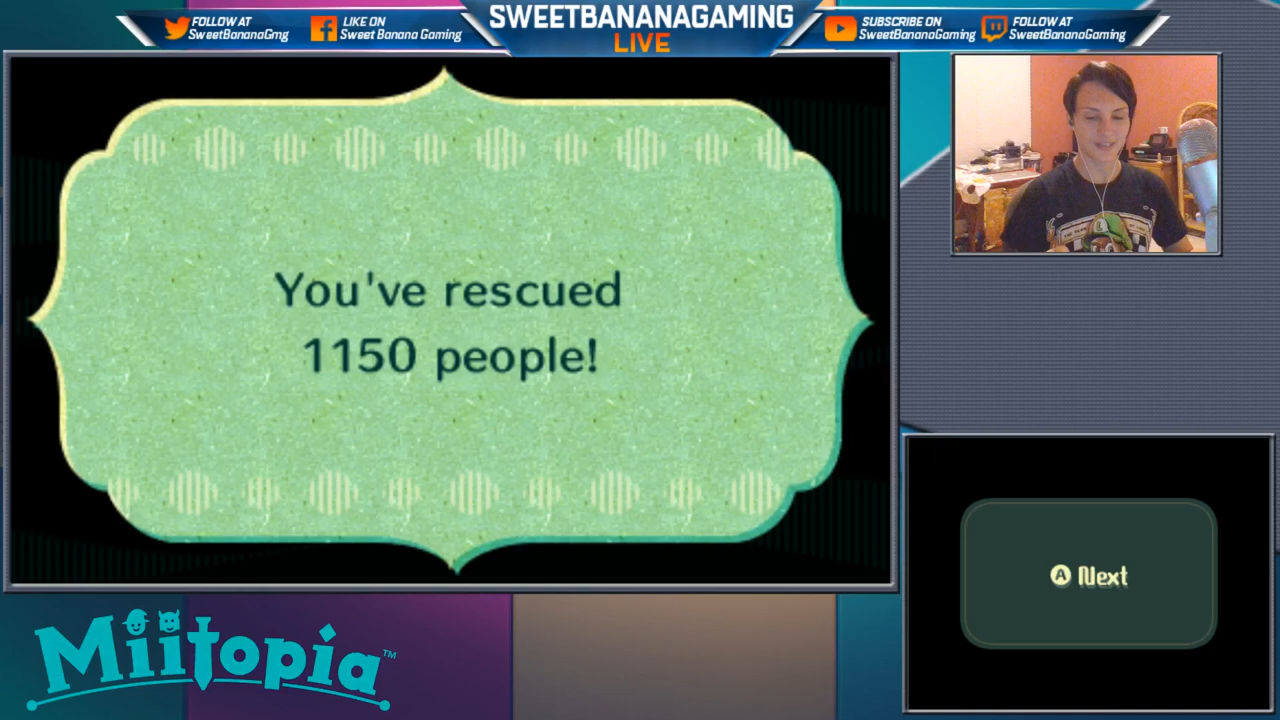 FOLLOW AT
SweetBananaGmg
LIKE ON
Sweet Banana Gaming
SWEETBANANAGAMING
LIVE
SUBSCRIBE ON
SweetBananaGaming
FOLLOW AT
SweetBananaGaming
You've rescued
1150 people!
A Next
Miitopia™